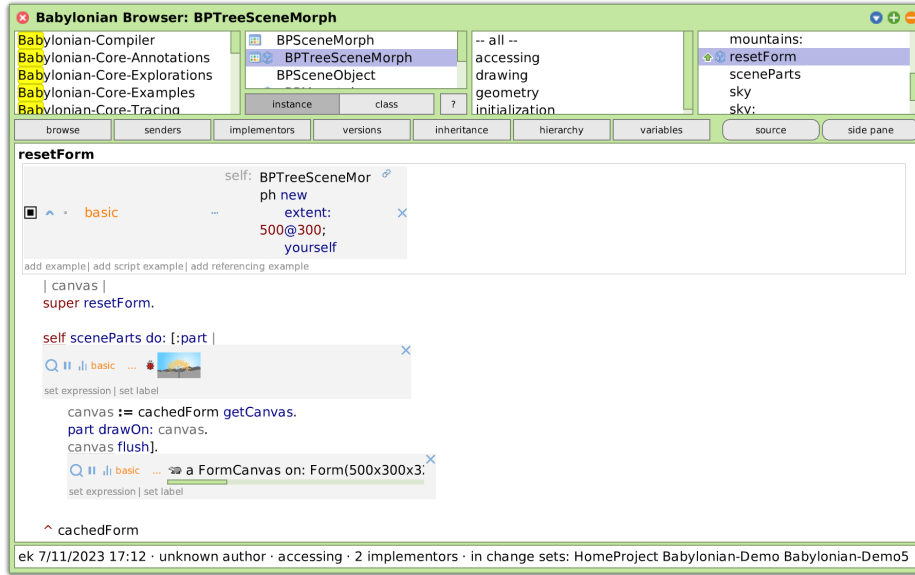 Babylonian Browser: BPTreeSceneMorph
Babylonian-Compiler
Babylonian-Core-Annotations
Babylonian-Core-Explorations
Babylonian-Core-Examples
Babylonian-Core-Tracing
BPSceneMorph
BPTreeSceneMorph
BPSceneObject
instance class ?
-- all --
accessing
drawing
geometry
initialization
mountains:
resetForm
sceneParts
sky
sky:
browse senders implementors versions inheritance hierarchy variables source side pane
resetForm
self: BPTreeSceneMor
ph new
basic ... extent:
500@300;
yourself
add example| add script example| add referencing example
| canvas |
super resetForm.
self sceneParts do: [:part |
basic ...
set expression | set label
canvas := cachedForm getCanvas.
part drawOn: canvas.
canvas flush].
basic ... a FormCanvas on: Form(500x300x3
set expression | set label
^ cachedForm
ek 7/11/2023 17:12 · unknown author · accessing · 2 implementors · in change sets: HomeProject Babylonian-Demo Babylonian-Demo5